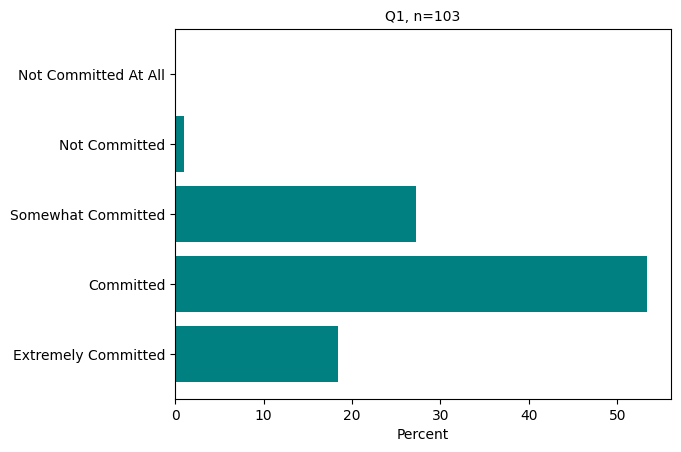 Q1, n=103
Not Committed At All
Not Committed
Somewhat Committed
Committed
Extremely Committed
0 10 20 30 40 50
Percent